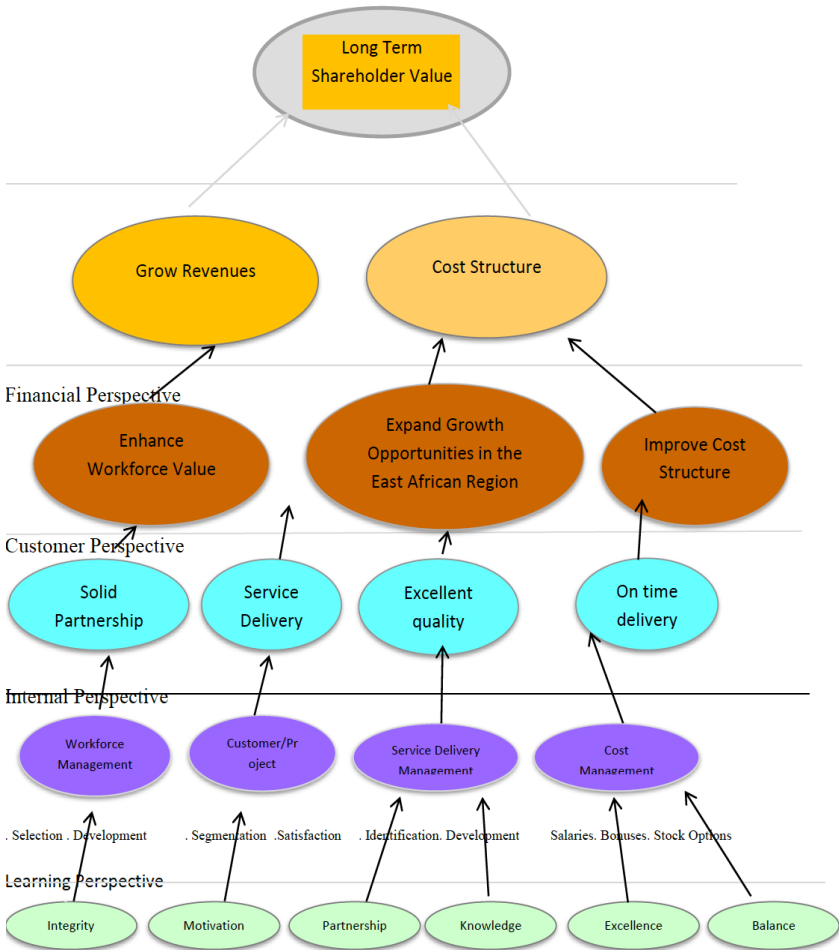 Long Term
Shareholder Value
Grow Revenues
Cost Structure
Financial Perspective
Enhance
Workforce Value
Expand Growth
Opportunities in the
East African Region
Improve Cost
Structure
Customer Perspective
Solid
Partnership
Service
Delivery
Excellent
quality
On time
delivery
Internal Perspective
Workforce
Management
Customer/Pr
oject
Service Delivery
Management
Cost
Management
. Selection . Development
. Segmentation .Satisfaction
. Identification. Development
Salaries. Bonuses. Stock Options
Learning Perspective
Integrity
Motivation
Partnership
Knowledge
Excellence
Balance